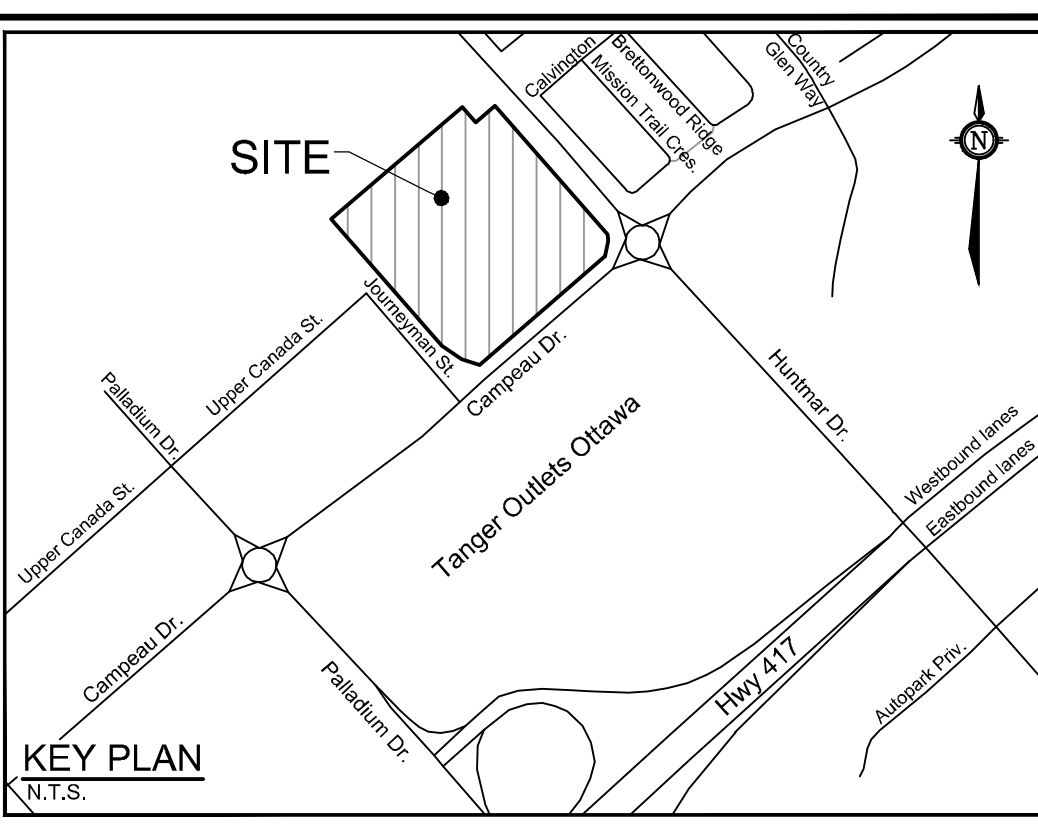 Calvington
Brettonwood Ridge
Mission Trail Cres.
Country
Glen Way
N
SITE
Journeyman St.
Upper Canada St.
Campeau Dr.
Palladium Dr.
Huntmar Dr.
Tanger Outlets Ottawa
Westbound lanes
Eastbound lanes
Upper Canada St.
Campeau Dr.
Palladium Dr.
Hwy 417
Autopark Priv.
KEY PLAN
N.T.S.